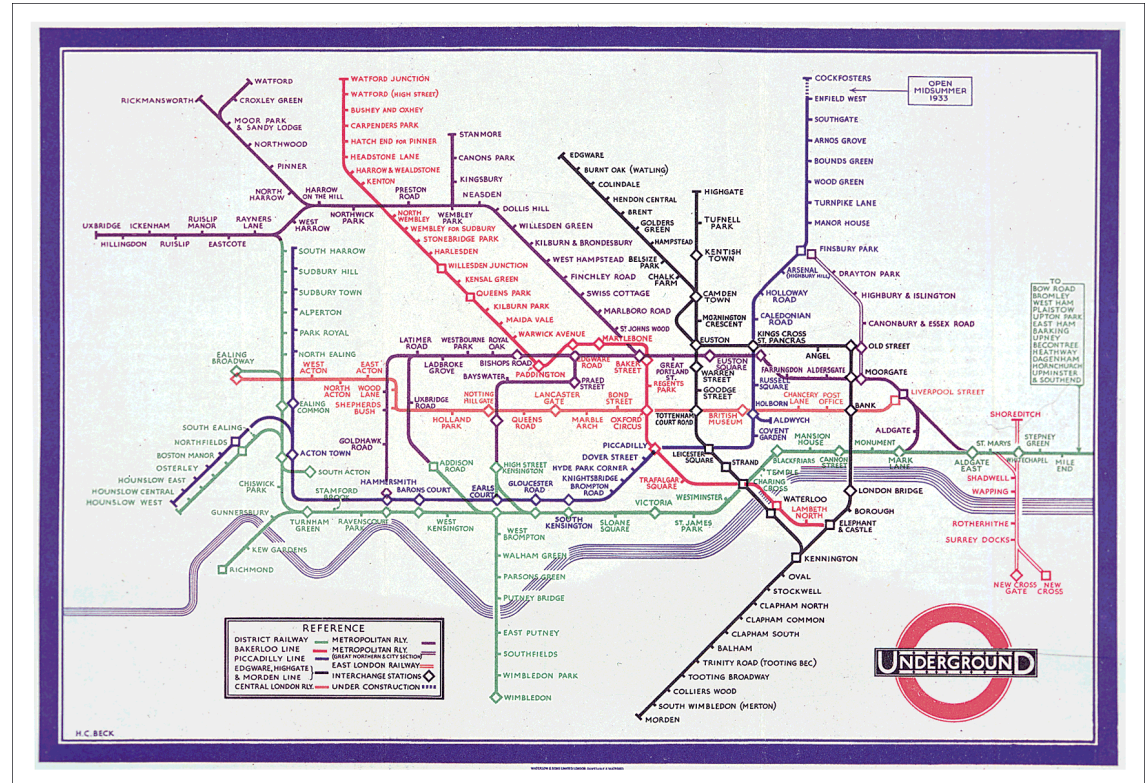 WATFORD
RICKMANSWORTH
CROXLEY GREEN
MOOR PARK
& SANDY LODGE
NORTHWOOD
PINNER
NORTH
HARROW
HARROW
ON THE HILL
NORTHWICK
PARK
PRESTON
ROAD
WEMBLEY
PARK
NEASDEN
STANMORE
CANONS PARK
KINGSBURY
DOLLIS HILL
WILLESDEN GREEN
KILBURN & BRONDESBURY
WEST HAMPSTEAD
FINCHLEY ROAD
SWISS COTTAGE
MARLBORO ROAD
ST JOHNS WOOD
UXBRIDGE
ICKENHAM
RUISLIP
MANOR
RAYNERS
LANE
WEST
HARROW
HILLINGDON
RUISLIP
EASTCOTE
WATFORD JUNCTION
WATFORD (HIGH STREET)
BUSHEY AND OXHEY
CARPENDERS PARK
HATCH END FOR PINNER
HEADSTONE LANE
HARROW & WEALDSTONE
KENTON
NORTH
WEMBLEY
WEMBLEY FOR SUDBURY
STONEBRIDGE PARK
HARLESDEN
WILLESDEN JUNCTION
KENSAL GREEN
QUEENS PARK
KILBURN PARK
MAIDA VALE
WARWICK AVENUE
MARYLEBONE
PADDINGTON
EDGWARE
ROAD
BAKER
STREET
EDGWARE
BURNT OAK (WATLING)
COLINDALE
HENDON CENTRAL
BRENT
GOLDERS
GREEN
HAMPSTEAD
BELSIZE
PARK
CHALK
FARM
HIGHGATE
TUFNELL
PARK
KENTISH
TOWN
CAMDEN
TOWN
MORNINGTON
CRESCENT
EUSTON
COCKFOSTERS
OPEN
MIDSUMMER
1933
ENFIELD WEST
SOUTHGATE
ARNOS GROVE
BOUNDS GREEN
WOOD GREEN
TURNPIKE LANE
MANOR HOUSE
FINSBURY PARK
ARSENAL
(HIGHBURY HILL)
DRAYTON PARK
HOLLOWAY
ROAD
HIGHBURY & ISLINGTON
CALEDONIAN
ROAD
CANONBURY & ESSEX ROAD
KINGS CROSS
ST. PANCRAS
ANGEL
OLD STREET
TO
BOW ROAD
BROMLEY
WEST HAM
PLAISTOW
UPTON PARK
EAST HAM
BARKING
UPNEY
BECONTREE
HEATHWAY
DAGENHAM
HORNCHURCH
UPMINSTER
& SOUTHEND
SOUTH HARROW
SUDBURY HILL
SUDBURY TOWN
ALPERTON
PARK ROYAL
NORTH EALING
EALING
BROADWAY
WEST
ACTON
EAST
ACTON
NORTH
ACTON
WOOD
LANE
SHEPHERDS
BUSH
LATIMER
ROAD
WESTBOURNE
PARK
ROYAL
OAK
LADBROKE
GROVE
BISHOPS ROAD
BAYSWATER
PRAED
STREET
GREAT
PORTLAND
ST.
REGENTS
PARK
EUSTON
SQUARE
WARREN
STREET
GOODGE
STREET
RUSSELL
SQUARE
FARRINGDON
ALDERSGATE
MOORGATE
LIVERPOOL STREET
UXBRIDGE
ROAD
NOTTING
HILL GATE
LANCASTER
GATE
BOND
STREET
HOLLAND
PARK
QUEENS
ROAD
MARBLE
ARCH
OXFORD
CIRCUS
TOTTENHAM
COURT ROAD
BRITISH
MUSEUM
HOLBORN
CHANCERY
LANE
POST
OFFICE
BANK
ALDWYCH
COVENT
GARDEN
EALING
COMMON
SOUTH EALING
NORTHFIELDS
BOSTON MANOR
OSTERLEY
HOUNSLOW EAST
HOUNSLOW CENTRAL
HOUNSLOW WEST
ACTON TOWN
SOUTH ACTON
CHISWICK
PARK
GUNNERSBURY
KEW GARDENS
RICHMOND
TURNHAM
GREEN
STAMFORD
BROOK
RAVENSCOURT
PARK
GOLDHAWK
ROAD
HAMMERSMITH
BARONS COURT
WEST
KENSINGTON
ADDISON
ROAD
HIGH STREET
KENSINGTON
EARLS
COURT
GLOUCESTER
ROAD
SOUTH
KENSINGTON
DOVER STREET
HYDE PARK CORNER
KNIGHTSBRIDGE
BROMPTON
ROAD
PICCADILLY
LEICESTER
SQUARE
STRAND
TRAFALGAR
SQUARE
SLOANE
SQUARE
VICTORIA
ST. JAMES
PARK
WESTMINSTER
CHARING
CROSS
TEMPLE
BLACKFRIARS
MANSION
HOUSE
CANNON
STREET
MONUMENT
MARK
LANE
ALDGATE
ALDGATE
EAST
ST. MARYS
WHITECHAPEL
STEPNEY
GREEN
MILE
END
SHOREDITCH
SHADWELL
WAPPING
ROTHERHITHE
SURREY DOCKS
NEW CROSS
GATE
NEW
CROSS
WATERLOO
LAMBETH
NORTH
LONDON BRIDGE
BOROUGH
ELEPHANT
& CASTLE
KENNINGTON
OVAL
STOCKWELL
CLAPHAM NORTH
CLAPHAM COMMON
CLAPHAM SOUTH
BALHAM
TRINITY ROAD (TOOTING BEC)
TOOTING BROADWAY
COLLIERS WOOD
SOUTH WIMBLEDON (MERTON)
MORDEN
WEST
BROMPTON
WALHAM GREEN
PARSONS GREEN
PUTNEY BRIDGE
EAST PUTNEY
SOUTHFIELDS
WIMBLEDON PARK
WIMBLEDON
REFERENCE
DISTRICT RAILWAY
BAKERLOO LINE
PICCADILLY LINE
EDGWARE, HIGHGATE
& MORDEN LINE
CENTRAL LONDON RLY.
METROPOLITAN RLY.
METROPOLITAN RLY.
(GREAT NORTHERN & CITY SECTION)
EAST LONDON RAILWAY
INTERCHANGE STATIONS
UNDER CONSTRUCTION
UNDERGROUND
H.C. BECK